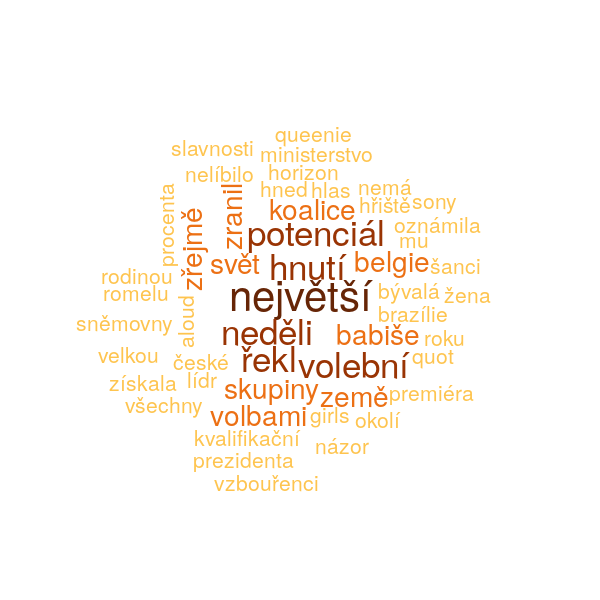 queenie
slavnosti
ministerstvo
nelíbilo
horizon
procenta
zranil
hned
hlas
nemá
zřejmě
koalice
hřiště
sony
potenciál
oznámila
mu
rodinou
svět
hnutí
belgie
šanci
romelu
největší
bývalá
žena
aloud
brazílie
sněmovny
neděli
babiše
roku
velkou
české
řekl
volební
quot
získala
lídr
skupiny
země
premiéra
všechny
volbami
girls
okolí
kvalifikační
názor
prezidenta
vzbouřenci